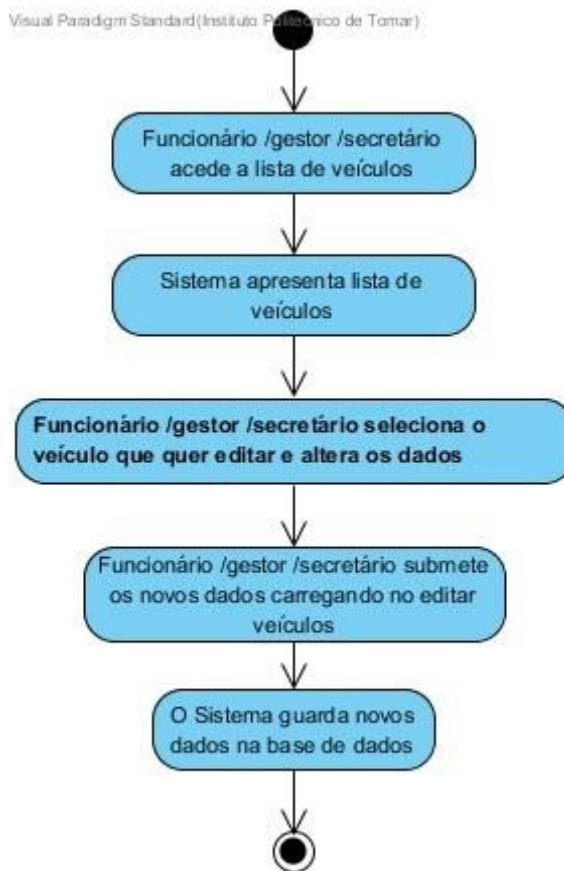 Visual Paradigm Standard(Instituto Politécnico de Tomar)
Funcionário /gestor /secretário
acede a lista de veículos
Sistema apresenta lista de
veículos
Funcionário /gestor /secretário seleciona o
veículo que quer editar e altera os dados
Funcionário /gestor /secretário submete
os novos dados carregando no editar
veículos
O Sistema guarda novos
dados na base de dados